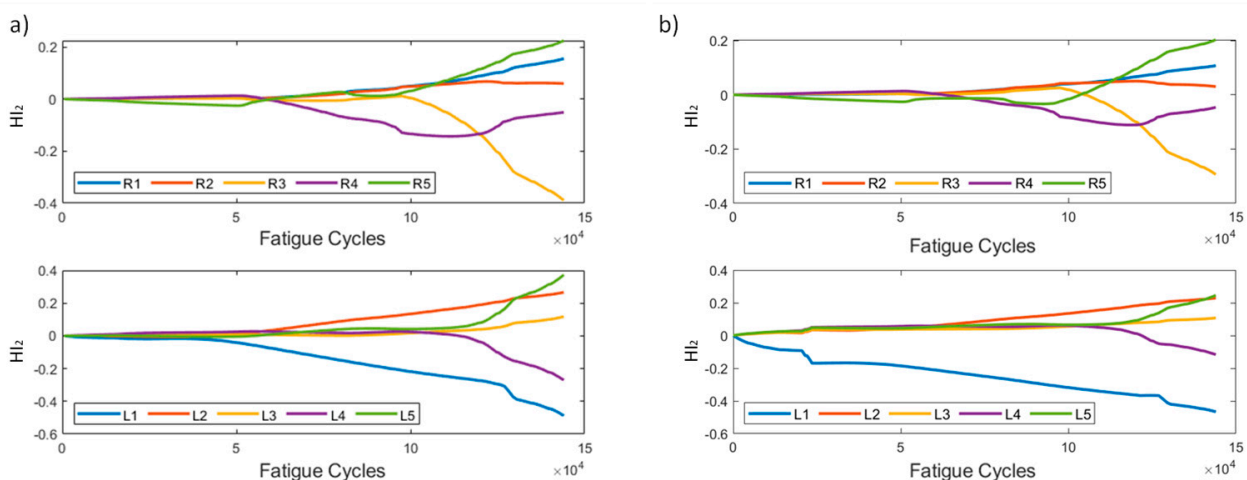 a)
0.2
0
-0.2
-0.4
HI₂
R1 R2 R3 R4 R5
0 5 10 15
×10⁴
Fatigue Cycles
0.4
0.2
0
-0.2
-0.4
-0.6
HI₂
L1 L2 L3 L4 L5
0 5 10 15
×10⁴
Fatigue Cycles
b)
0.2
0
-0.2
-0.4
HI₂
R1 R2 R3 R4 R5
0 5 10 15
×10⁴
Fatigue Cycles
0.4
0.2
0
-0.2
-0.4
-0.6
HI₂
L1 L2 L3 L4 L5
0 5 10 15
×10⁴
Fatigue Cycles